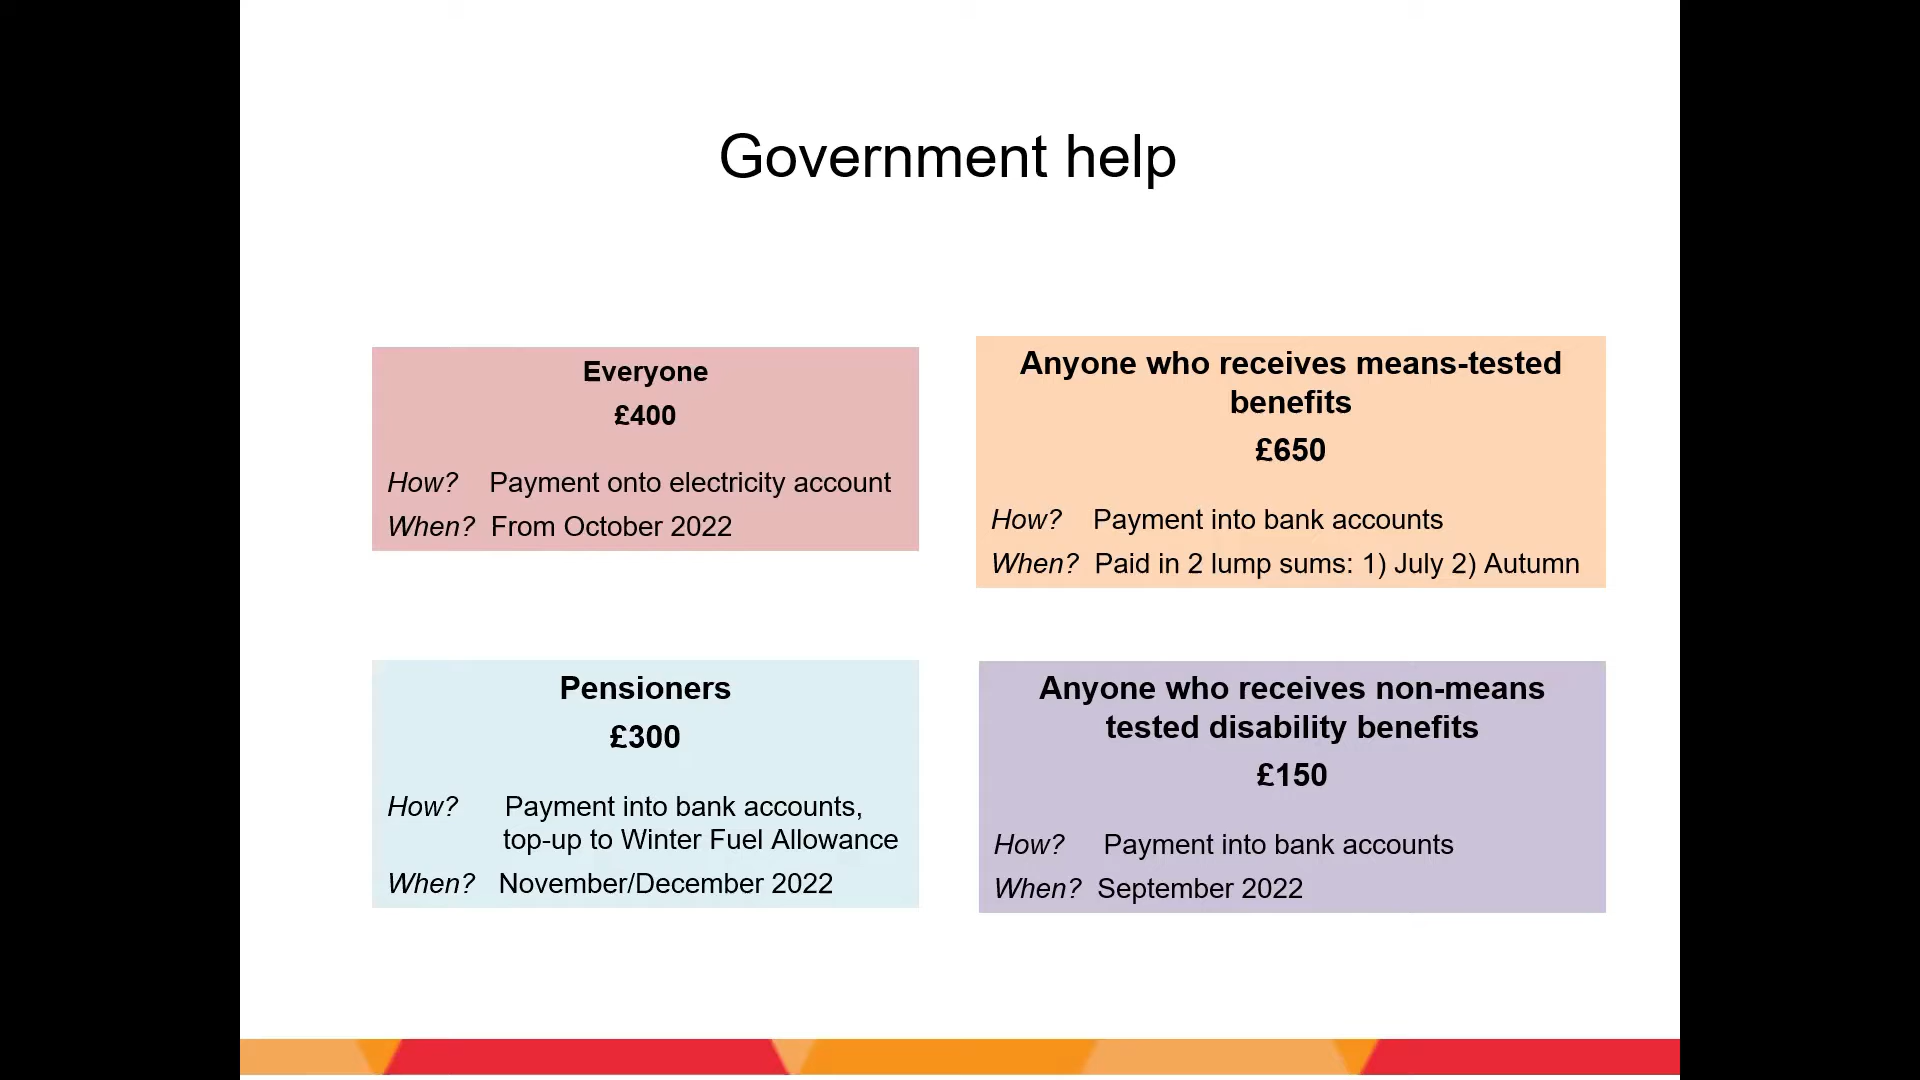 Government help
Everyone
£400
How? Payment onto electricity account
When? From October 2022
Anyone who receives means-tested
benefits
£650
How? Payment into bank accounts
When? Paid in 2 lump sums: 1) July 2) Autumn
Pensioners
£300
How? Payment into bank accounts,
top-up to Winter Fuel Allowance
When? November/December 2022
Anyone who receives non-means
tested disability benefits
£150
How? Payment into bank accounts
When? September 2022